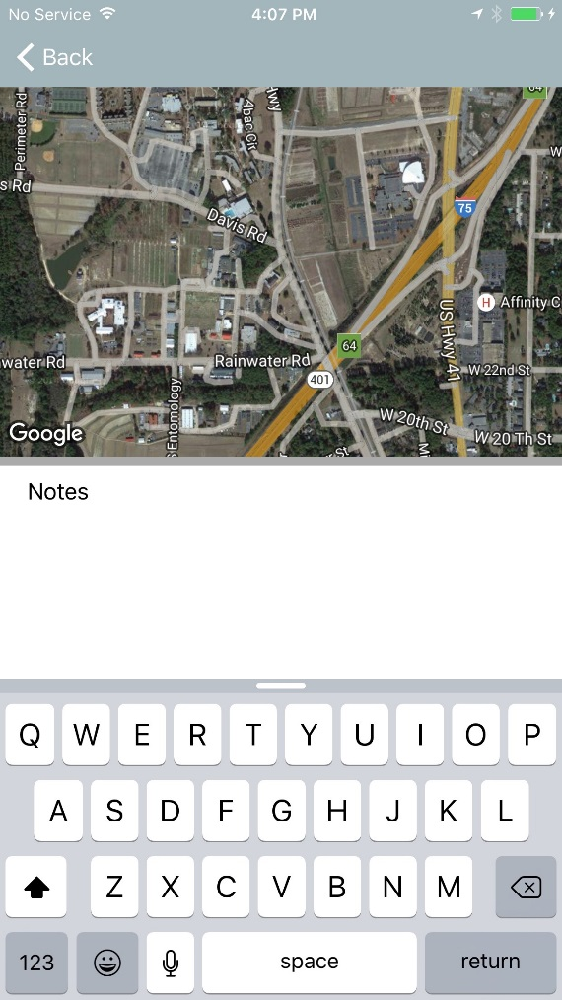 No Service
4:07 PM
Back
64
Perimeter Rd
Abac Cir
Hwy
W
s Rd
Davis Rd
75
Affinity C
US Hwy 41
64
water Rd
Rainwater Rd
401
W 22nd St
W 20th St
W 20 Th St
s Entomology
Google
r St
Mi
Notes
Q W E R T Y U I O P
A S D F G H J K L
Z X C V B N M
123
space
return